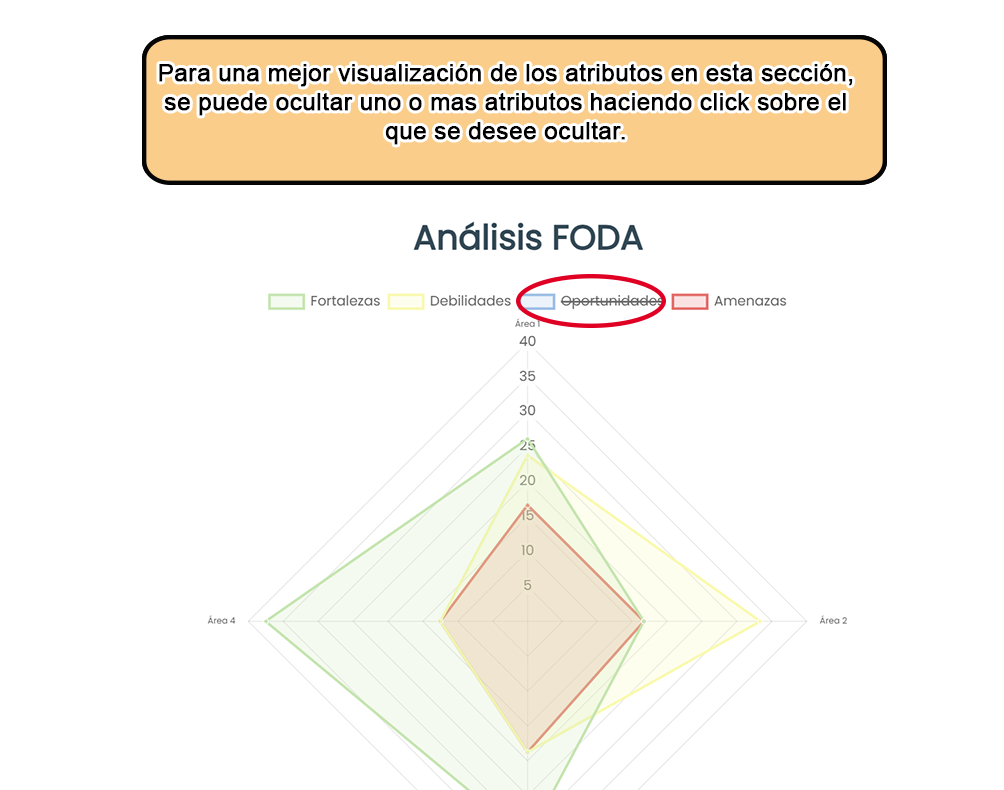 Para una mejor visualización de los atributos en esta sección,
se puede ocultar uno o mas atributos haciendo click sobre el
que se desee ocultar.
Análisis FODA
Fortalezas Debilidades Oportunidades Amenazas
Área 1
40
35
30
25
20
15
10
5
Área 4 Área 2